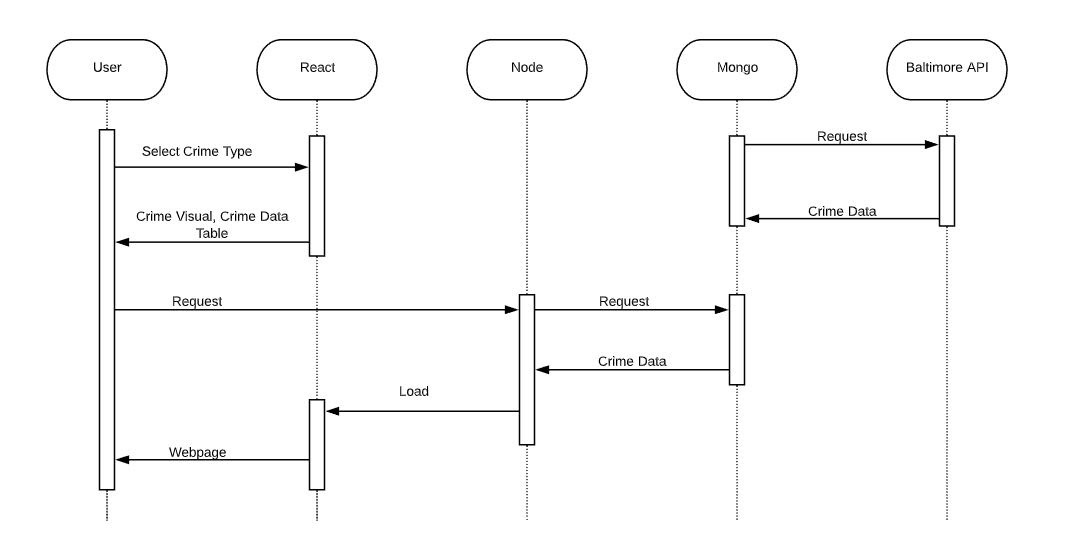 User
React
Node
Mongo
Baltimore API
Request
Select Crime Type
Crime Data
Crime Visual, Crime Data
Table
Request
Request
Crime Data
Load
Webpage